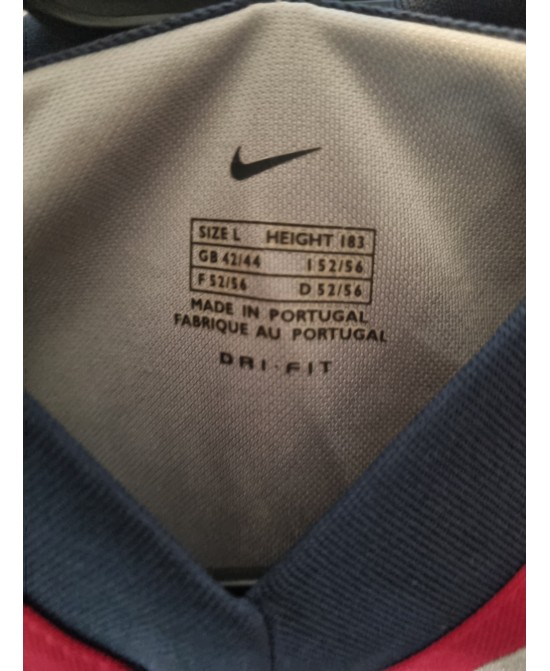 SIZE L HEIGHT 183
GB 42/44 I 52/56
F 52/56 D 52/56
MADE IN PORTUGAL
FABRIQUE AU PORTUGAL
DRI-FIT